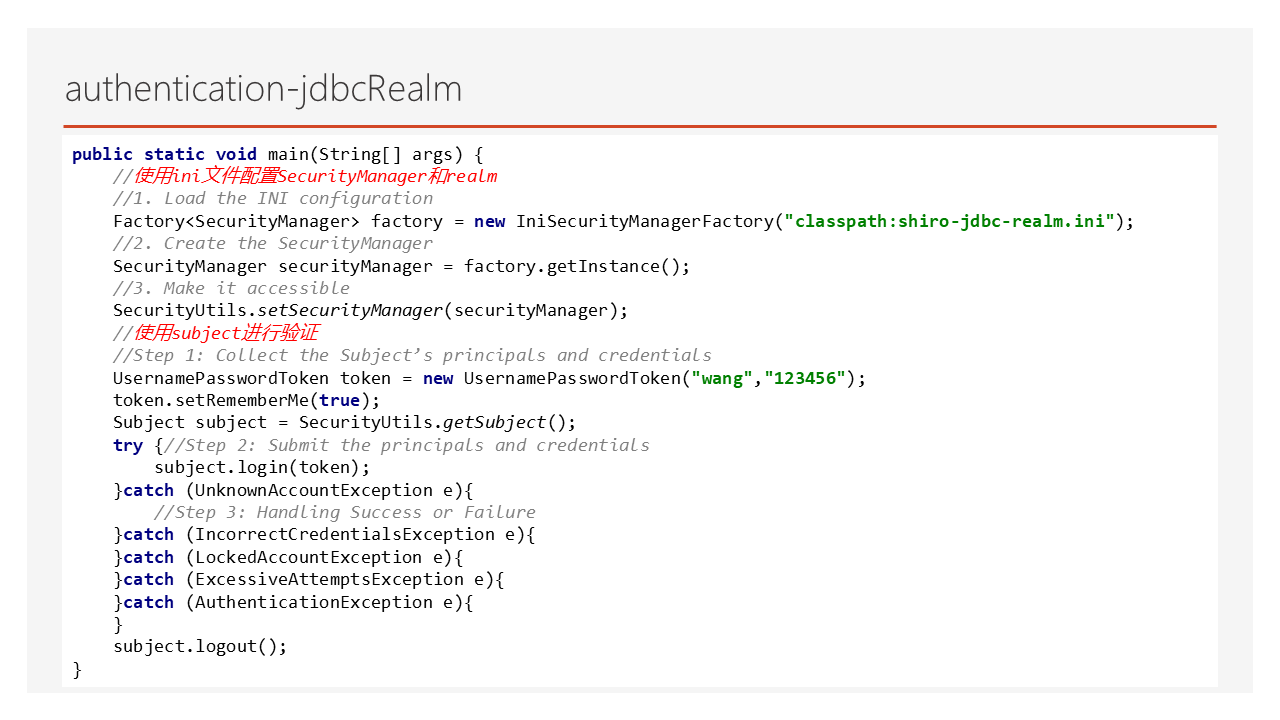 authentication-jdbcRealm
public static void main(String[] args) {
    //使用ini文件配置SecurityManager和realm
    //1. Load the INI configuration
    Factory<SecurityManager> factory = new IniSecurityManagerFactory("classpath:shiro-jdbc-realm.ini");
    //2. Create the SecurityManager
    SecurityManager securityManager = factory.getInstance();
    //3. Make it accessible
    SecurityUtils.setSecurityManager(securityManager);
    //使用subject进行验证
    //Step 1: Collect the Subject’s principals and credentials
    UsernamePasswordToken token = new UsernamePasswordToken("wang","123456");
    token.setRememberMe(true);
    Subject subject = SecurityUtils.getSubject();
    try {//Step 2: Submit the principals and credentials
        subject.login(token);
    }catch (UnknownAccountException e){
        //Step 3: Handling Success or Failure
    }catch (IncorrectCredentialsException e){
    }catch (LockedAccountException e){
    }catch (ExcessiveAttemptsException e){
    }catch (AuthenticationException e){
    }
    subject.logout();
}